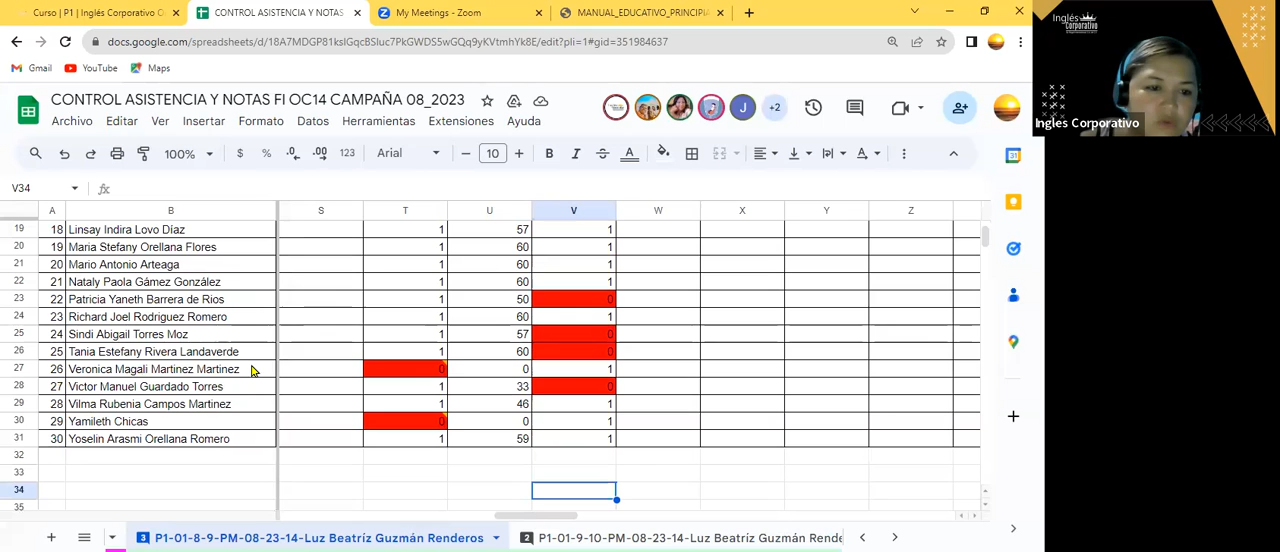 Curso | P1 | Inglés Corporativo O
CONTROL ASISTENCIA Y NOTAS
My Meetings - Zoom
MANUAL_EDUCATIVO_PRINCIPIA
Inglés
Corporativo
docs.google.com/spreadsheets/d/
Gmail YouTube Maps
CONTROL ASISTENCIA Y NOTAS FI OC14 CAMPAÑA 08_2023
J +2
Archivo Editar Ver Insertar Formato Datos Herramientas Extensiones Ayuda
Inglés Corporativo
100% $ % .0 .00 123 Arial − 10 + B I S A
V34 fx
A B S T U V W X Y Z
19 18 Linsay Indira Lovo Díaz 1 57 1
20 19 Maria Stefany Orellana Flores 1 60 1
21 20 Mario Antonio Arteaga 1 60 1
22 21 Nataly Paola Gámez González 1 60 1
23 22 Patricia Yaneth Barrera de Rios 1 50 0
24 23 Richard Joel Rodriguez Romero 1 60 1
25 24 Sindi Abigail Torres Moz 1 57 0
26 25 Tania Estefany Rivera Landaverde 1 60 0
27 26 Veronica Magali Martinez Martinez 0 0 1
28 27 Victor Manuel Guardado Torres 1 33 0
29 28 Vilma Rubenia Campos Martinez 1 46 1
30 29 Yamileth Chicas 0 0 1
31 30 Yoselin Arasmi Orellana Romero 1 59 1
32
33
34
35
3 P1-01-8-9-PM-08-23-14-Luz Beatríz Guzmán Renderos
2 P1-01-9-10-PM-08-23-14-Luz Beatríz Guzmán Rende